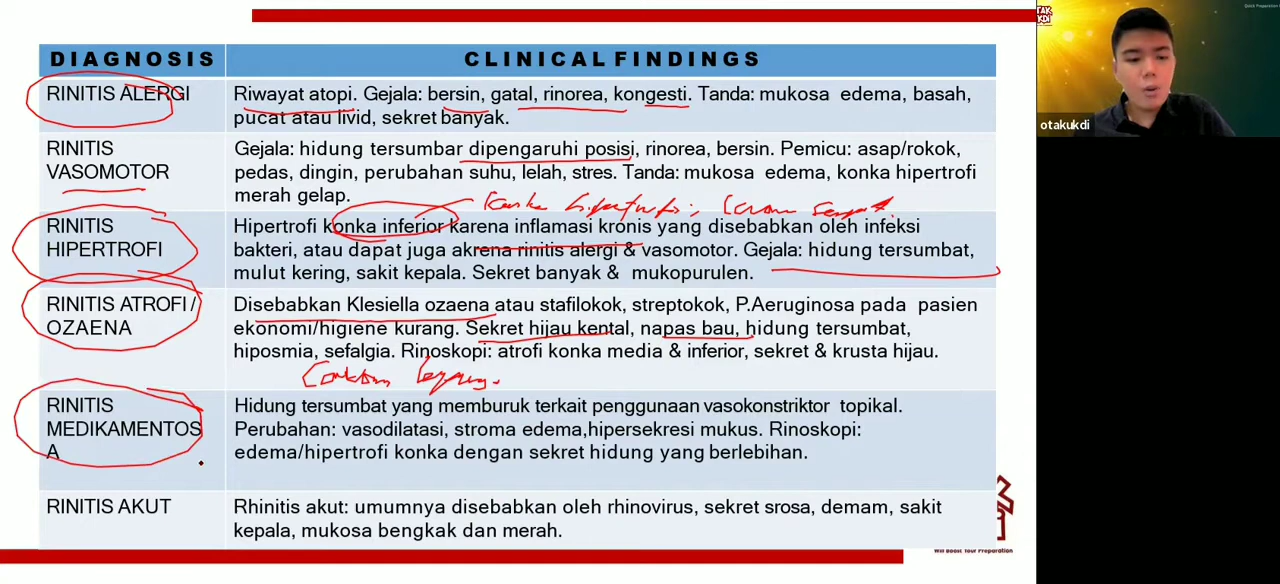 DIAGNOSIS
CLINICAL FINDINGS
RINITIS ALERGI
Riwayat atopi. Gejala: bersin, gatal, rinorea, kongesti. Tanda: mukosa edema, basah,
pucat atau livid, sekret banyak.
RINITIS
VASOMOTOR
Gejala: hidung tersumbat dipengaruhi posisi, rinorea, bersin. Pemicu: asap/rokok,
pedas, dingin, perubahan suhu, lelah, stres. Tanda: mukosa edema, konka hipertrofi
merah gelap.
RINITIS
HIPERTROFI
Hipertrofi konka inferior karena inflamasi kronis yang disebabkan oleh infeksi
bakteri, atau dapat juga akrena rinitis alergi & vasomotor. Gejala: hidung tersumbat,
mulut kering, sakit kepala. Sekret banyak & mukopurulen.
RINITIS ATROFI /
OZAENA
Disebabkan Klesiella ozaena atau stafilokok, streptokok, P.Aeruginosa pada pasien
ekonomi/higiene kurang. Sekret hijau kental, napas bau, hidung tersumbat,
hiposmia, sefalgia. Rinoskopi: atrofi konka media & inferior, sekret & krusta hijau.
RINITIS
MEDIKAMENTOS
A
Hidung tersumbat yang memburuk terkait penggunaan vasokonstriktor topikal.
Perubahan: vasodilatasi, stroma edema,hipersekresi mukus. Rinoskopi:
edema/hipertrofi konka dengan sekret hidung yang berlebihan.
RINITIS AKUT
Rhinitis akut: umumnya disebabkan oleh rhinovirus, sekret srosa, demam, sakit
kepala, mukosa bengkak dan merah.
otakukdi